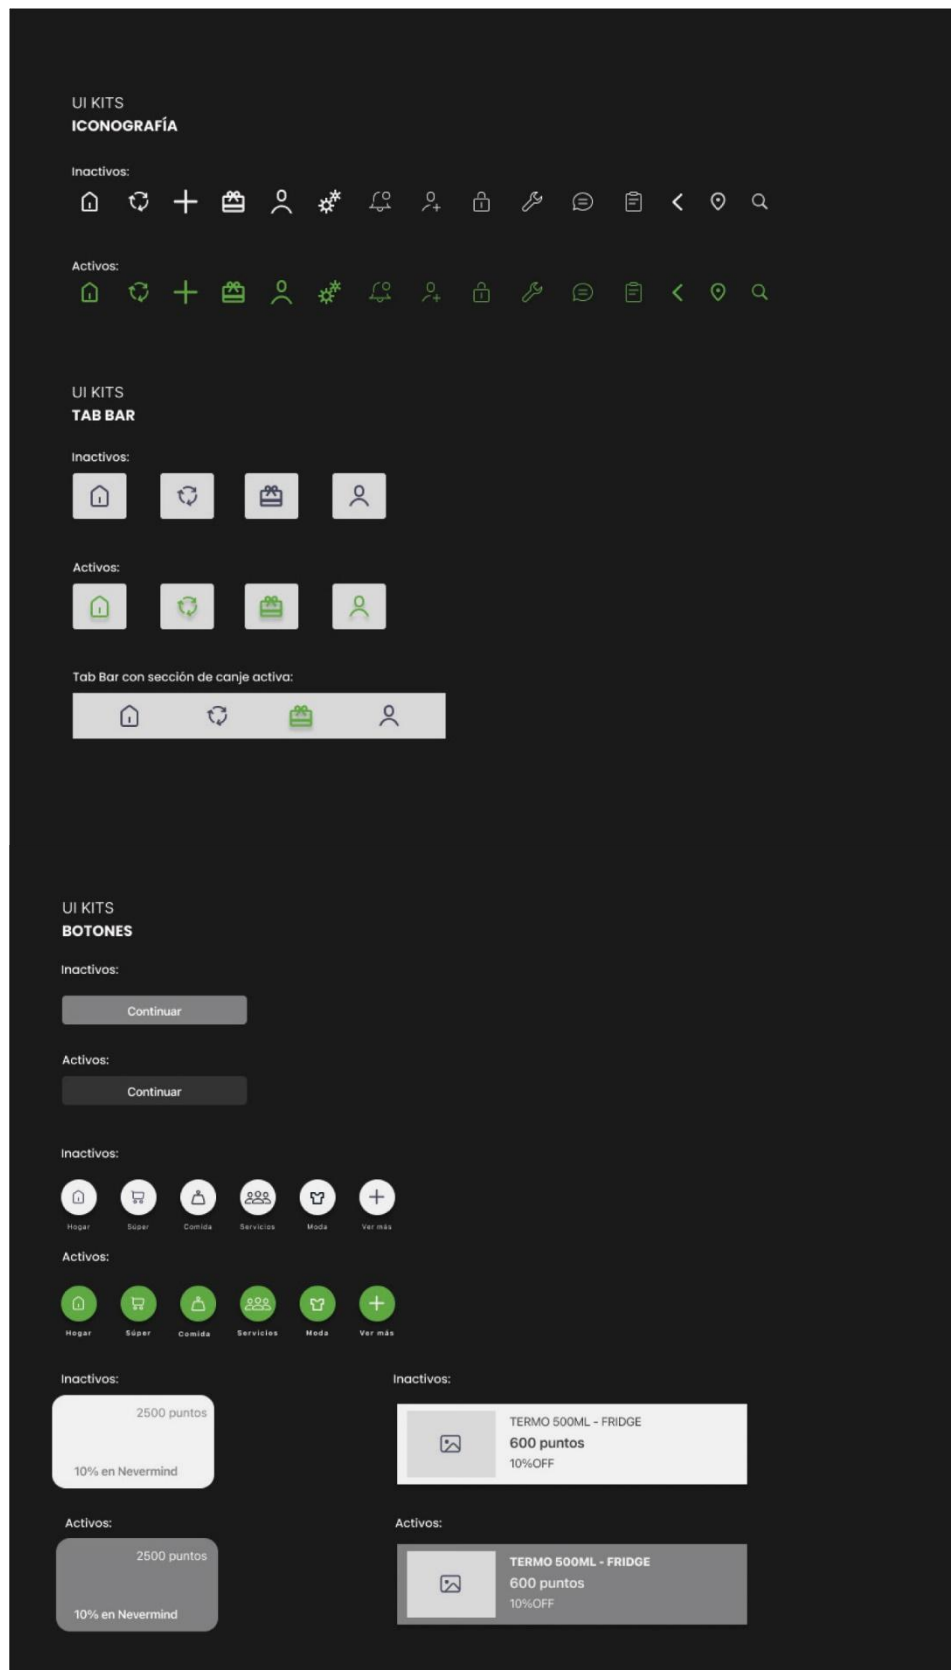 UI KITS
ICONOGRAFÍA
Inactivos:
Activos:
UI KITS
TAB BAR
Inactivos:
Activos:
Tab Bar con sección de canje activa:
UI KITS
BOTONES
Inactivos:
Continuar
Activos:
Continuar
Inactivos:
Hogar Súper Comida Servicios Moda Ver más
Activos:
Hogar Súper Comida Servicios Moda Ver más
Inactivos:
2500 puntos
10% en Nevermind
Inactivos:
TERMO 500ML - FRIDGE
600 puntos
10%OFF
Activos:
2500 puntos
10% en Nevermind
Activos:
TERMO 500ML - FRIDGE
600 puntos
10%OFF